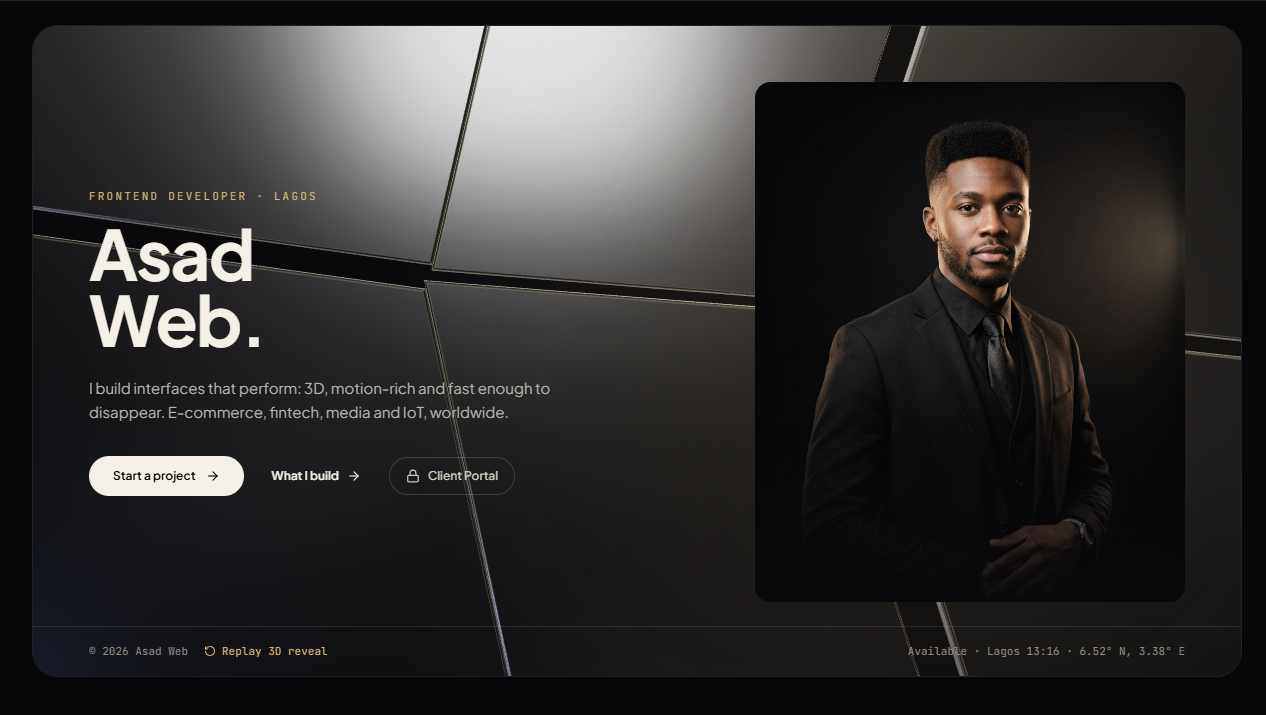 FRONTEND DEVELOPER · LAGOS
Asad
Web.
I build interfaces that perform: 3D, motion-rich and fast enough to
disappear. E-commerce, fintech, media and IoT, worldwide.
Start a project →
What I build →
Client Portal
© 2026 Asad Web
Replay 3D reveal
Available · Lagos 13:16 · 6.52° N, 3.38° E